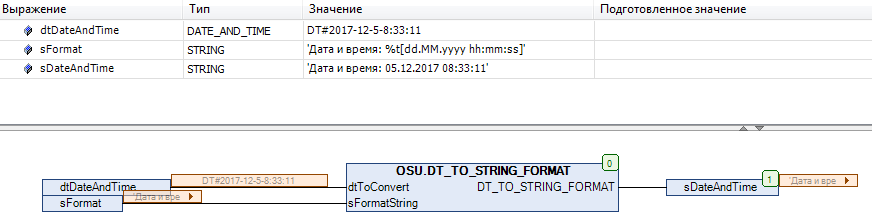 Выражение Тип Значение Подготовленное значение
dtDateAndTime DATE_AND_TIME DT#2017-12-5-8:33:11
sFormat STRING 'Дата и время: %t[dd.MM.yyyy hh:mm:ss]'
sDateAndTime STRING 'Дата и время: 05.12.2017 08:33:11'
0
OSU.DT_TO_STRING_FORMAT
dtDateAndTime DT#2017-12-5-8:33:11 dtToConvert DT_TO_STRING_FORMAT sDateAndTime 1 'Дата и вре
sFormat 'Дата и вре sFormatString